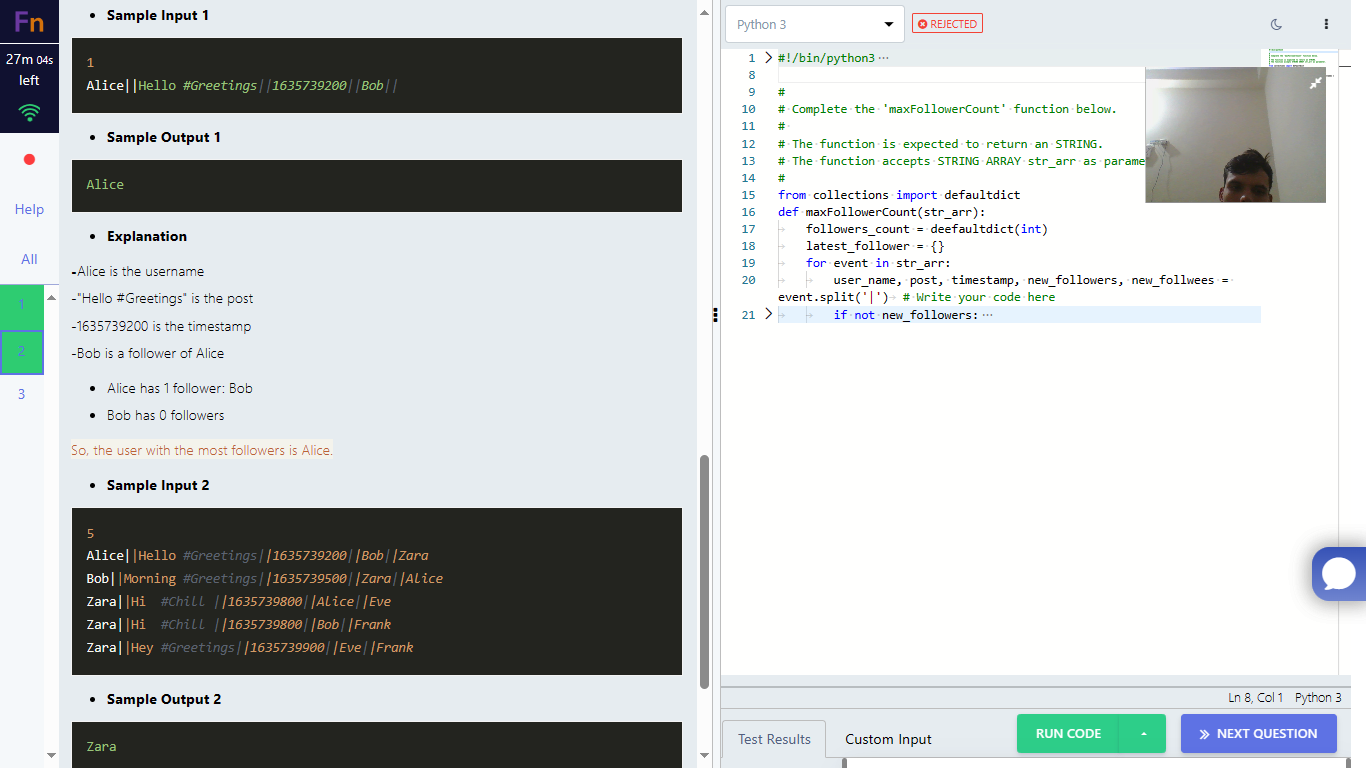 Fn
27m 04s
left
Help
All
1
2
3
Sample Input 1
1
Alice||Hello #Greetings||1635739200||Bob||
Sample Output 1
Alice
Explanation
-Alice is the username
-"Hello #Greetings" is the post
-1635739200 is the timestamp
-Bob is a follower of Alice
Alice has 1 follower: Bob
Bob has 0 followers
So, the user with the most followers is Alice.
Sample Input 2
5
Alice||Hello #Greetings||1635739200||Bob||Zara
Bob||Morning #Greetings||1635739500||Zara||Alice
Zara||Hi  #Chill ||1635739800||Alice||Eve
Zara||Hi  #Chill ||1635739800||Bob||Frank
Zara||Hey #Greetings||1635739900||Eve||Frank
Sample Output 2
Zara
Python 3
REJECTED
1 #!/bin/python3
8
9 #
10 # Complete the 'maxFollowerCount' function below.
11 #
12 # The function is expected to return an STRING.
13 # The function accepts STRING ARRAY str_arr as parame
14 #
15 from collections import defaultdict
16 def maxFollowerCount(str_arr):
17 followers_count = deefaultdict(int)
18 latest_follower = {}
19 for event in str_arr:
20 user_name, post, timestamp, new_followers, new_follwees =
event.split('|') # Write your code here
21 if not new_followers:
Ln 8, Col 1 Python 3
Test Results
Custom Input
RUN CODE
NEXT QUESTION